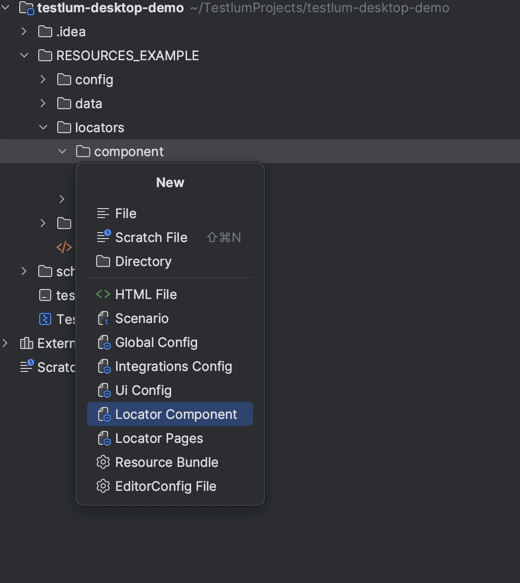 testlum-desktop-demo ~/TestlumProjects/testlum-desktop-demo
.idea
RESOURCES_EXAMPLE
config
data
locators
component
New
File
Scratch File ⇧⌘N
Directory
HTML File
Scenario
Global Config
Integrations Config
Ui Config
Locator Component
Locator Pages
Resource Bundle
EditorConfig File
sch
tes
Tes
Extern
Scratc